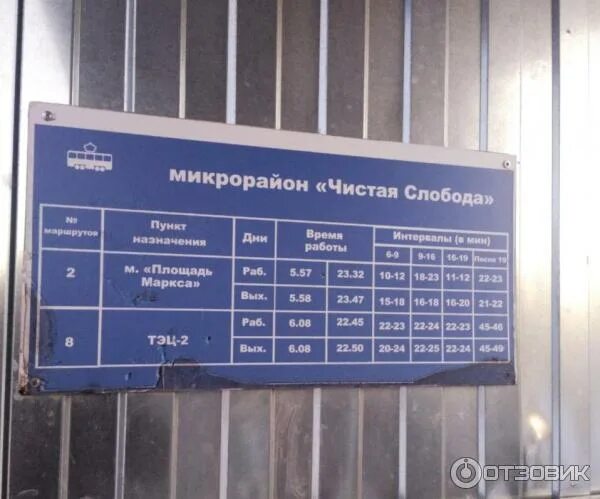 микрорайон «Чистая Слобода»
№ маршрутов Пункт назначения Дни Время работы Интервалы (в мин)
6-9 9-16 16-19 После 19
2 м. «Площадь Маркса» Раб. 5.57 23.32 10-12 18-23 11-12 22-23
Вых. 5.58 23.47 15-18 16-18 16-20 21-22
8 ТЭЦ-2 Раб. 6.08 22.45 22-23 22-24 22-23 45-46
Вых. 6.08 22.50 20-24 22-25 22-24 45-49
ОТЗОВИК